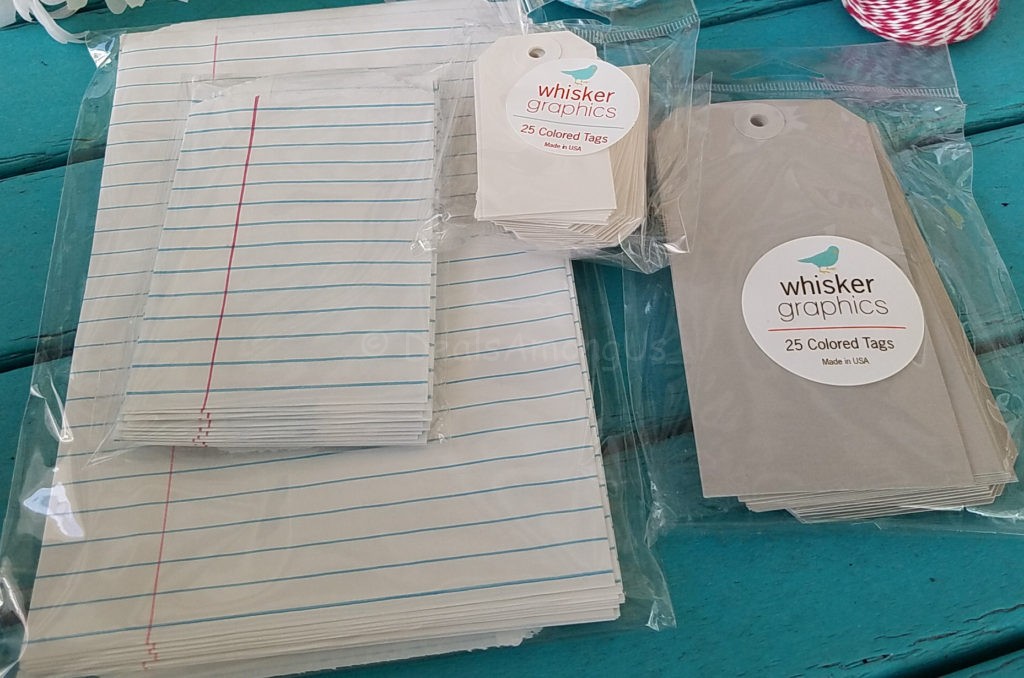 whisker
graphics
25 Colored Tags
Made in USA
whisker
graphics
25 Colored Tags
Made in USA